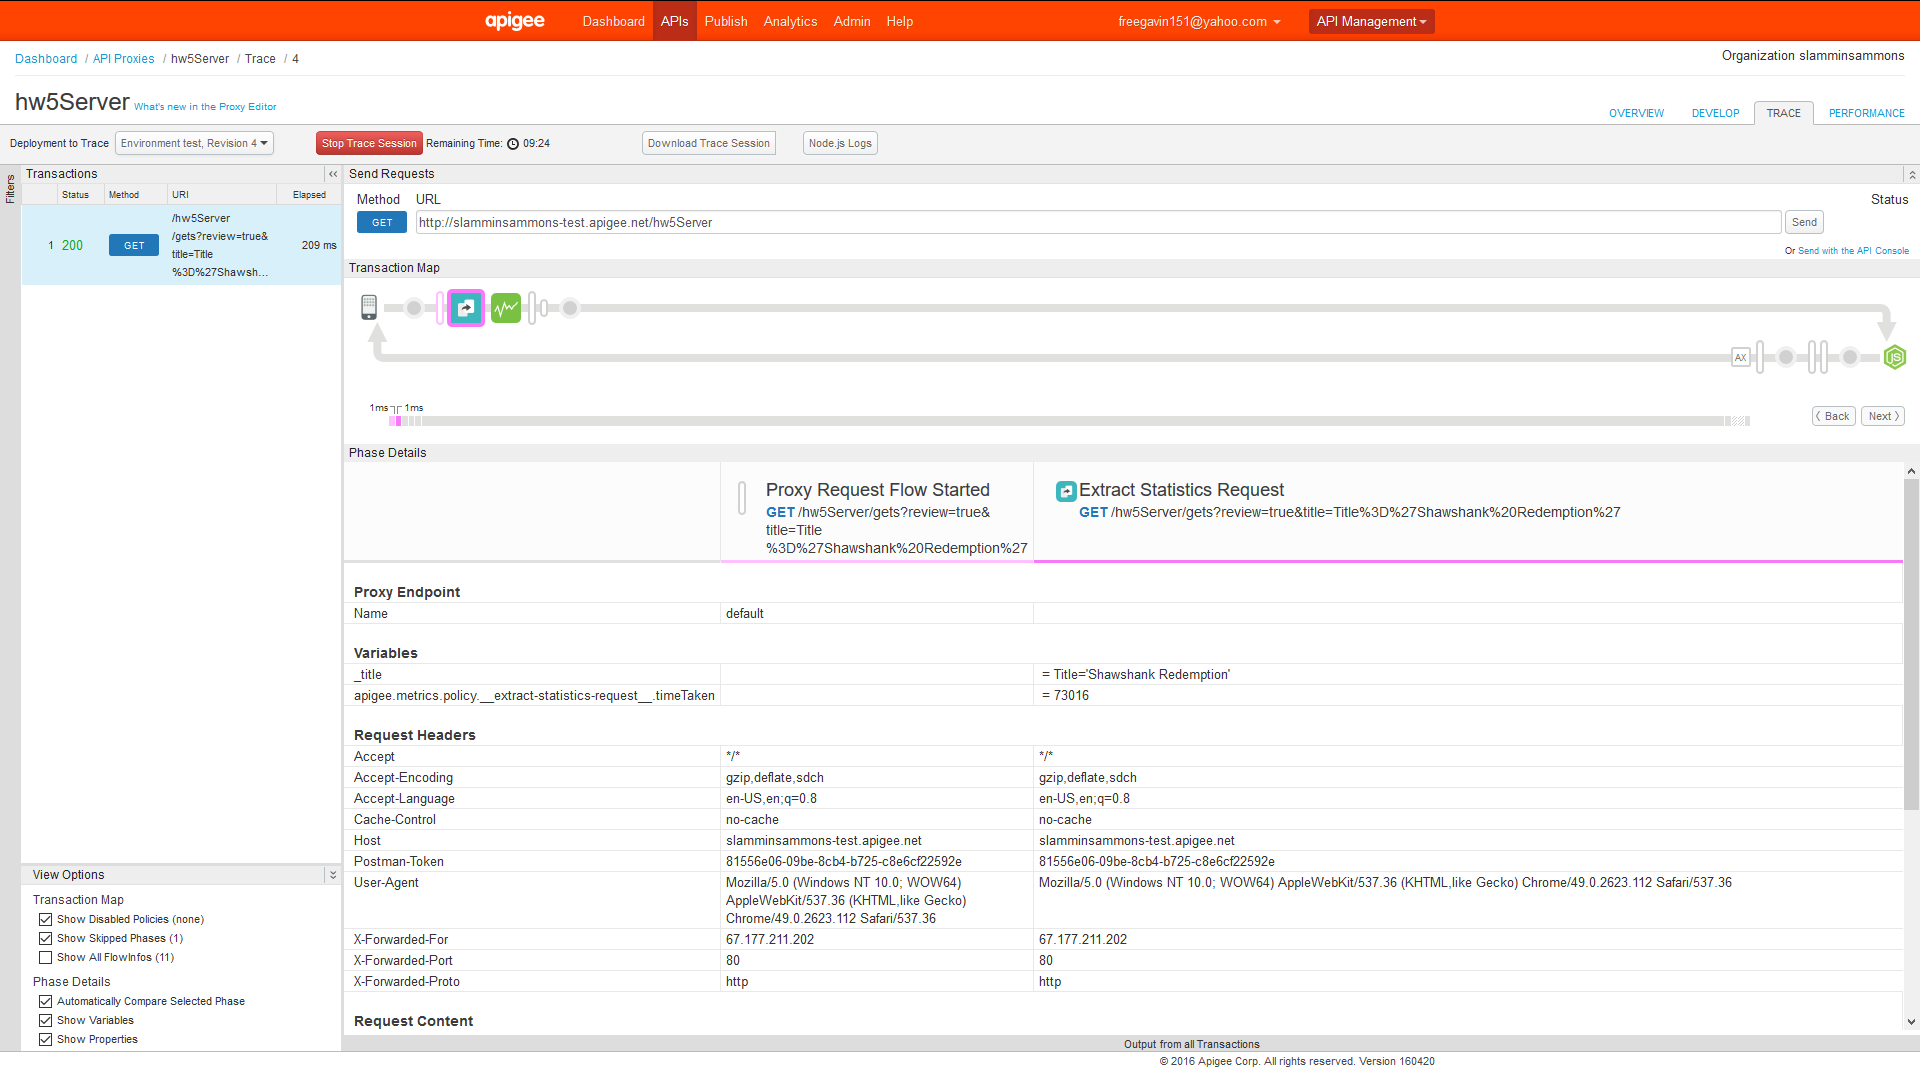 apigee Dashboard APIs Publish Analytics Admin Help freegavin151@yahoo.com API Management
Dashboard / API Proxies / hw5Server / Trace / 4 Organization slamminsammons
hw5Server What's new in the Proxy Editor
OVERVIEW DEVELOP TRACE PERFORMANCE
Deployment to Trace Environment test, Revision 4 Stop Trace Session Remaining Time: 09:24 Download Trace Session Node.js Logs
Filters
Transactions
Status Method URI Elapsed
1 200 GET /hw5Server
/gets?review=true&
title=Title
%3D%27Shawsh...
209 ms
Send Requests
Method URL Status
GET http://slamminsammons-test.apigee.net/hw5Server Send
Or Send with the API Console
Transaction Map
AX
JS
1ms 1ms
Back Next
Phase Details
Proxy Request Flow Started
GET /hw5Server/gets?review=true&
title=Title
%3D%27Shawshank%20Redemption%27
Extract Statistics Request
GET /hw5Server/gets?review=true&title=Title%3D%27Shawshank%20Redemption%27
Proxy Endpoint
Name default
Variables
_title = Title='Shawshank Redemption'
apigee.metrics.policy.__extract-statistics-request__.timeTaken = 73016
Request Headers
Accept */* */*
Accept-Encoding gzip,deflate,sdch gzip,deflate,sdch
Accept-Language en-US,en;q=0.8 en-US,en;q=0.8
Cache-Control no-cache no-cache
Host slamminsammons-test.apigee.net slamminsammons-test.apigee.net
Postman-Token 81556e06-09be-8cb4-b725-c8e6cf22592e 81556e06-09be-8cb4-b725-c8e6cf22592e
User-Agent Mozilla/5.0 (Windows NT 10.0; WOW64)
AppleWebKit/537.36 (KHTML,like Gecko)
Chrome/49.0.2623.112 Safari/537.36
Mozilla/5.0 (Windows NT 10.0; WOW64) AppleWebKit/537.36 (KHTML,like Gecko) Chrome/49.0.2623.112 Safari/537.36
X-Forwarded-For 67.177.211.202 67.177.211.202
X-Forwarded-Port 80 80
X-Forwarded-Proto http http
Request Content
View Options
Transaction Map
Show Disabled Policies (none)
Show Skipped Phases (1)
Show All FlowInfos (11)
Phase Details
Automatically Compare Selected Phase
Show Variables
Show Properties
Output from all Transactions
© 2016 Apigee Corp. All rights reserved. Version 160420